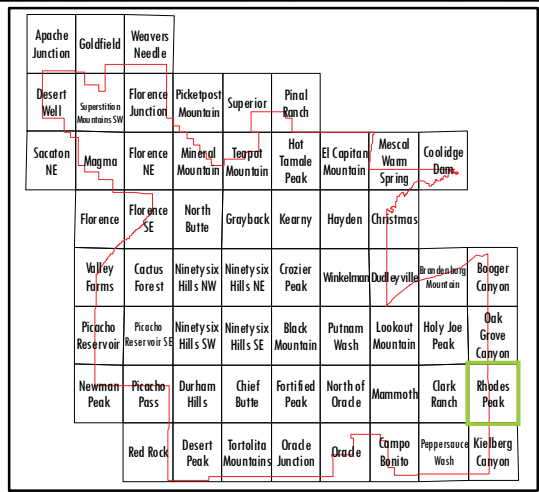 Apache
Junction
Goldfield
Weavers
Needle
Desert
Well
Superstition
Mountains SW
Florence
Junction
Picketpost
Mountain
Superior
Pinal
Ranch
Sacaton
NE
Magma
Florence
NE
Mineral
Mountain
Teapot
Mountain
Hot
Tamale
Peak
El Capitan
Mountain
Mescal
Warm
Spring
Coolidge
Dam
Florence
Florence
SE
North
Butte
Grayback
Kearny
Hayden
Christmas
Valley
Farms
Cactus
Forest
Ninetysix
Hills NW
Ninetysix
Hills NE
Crozier
Peak
Winkelman
Dudleyville
Brandenburg
Mountain
Booger
Canyon
Picacho
Reservoir
Picacho
Reservoir SE
Ninetysix
Hills SW
Ninetysix
Hills SE
Black
Mountain
Putnam
Wash
Lookout
Mountain
Holy Joe
Peak
Oak
Grove
Canyon
Newman
Peak
Picacho
Pass
Durham
Hills
Chief
Butte
Fortified
Peak
North of
Oracle
Mammoth
Clark
Ranch
Rhodes
Peak
Red Rock
Desert
Peak
Tortolita
Mountains
Oracle
Junction
Oracle
Campo
Bonito
Peppersauce
Wash
Kielberg
Canyon